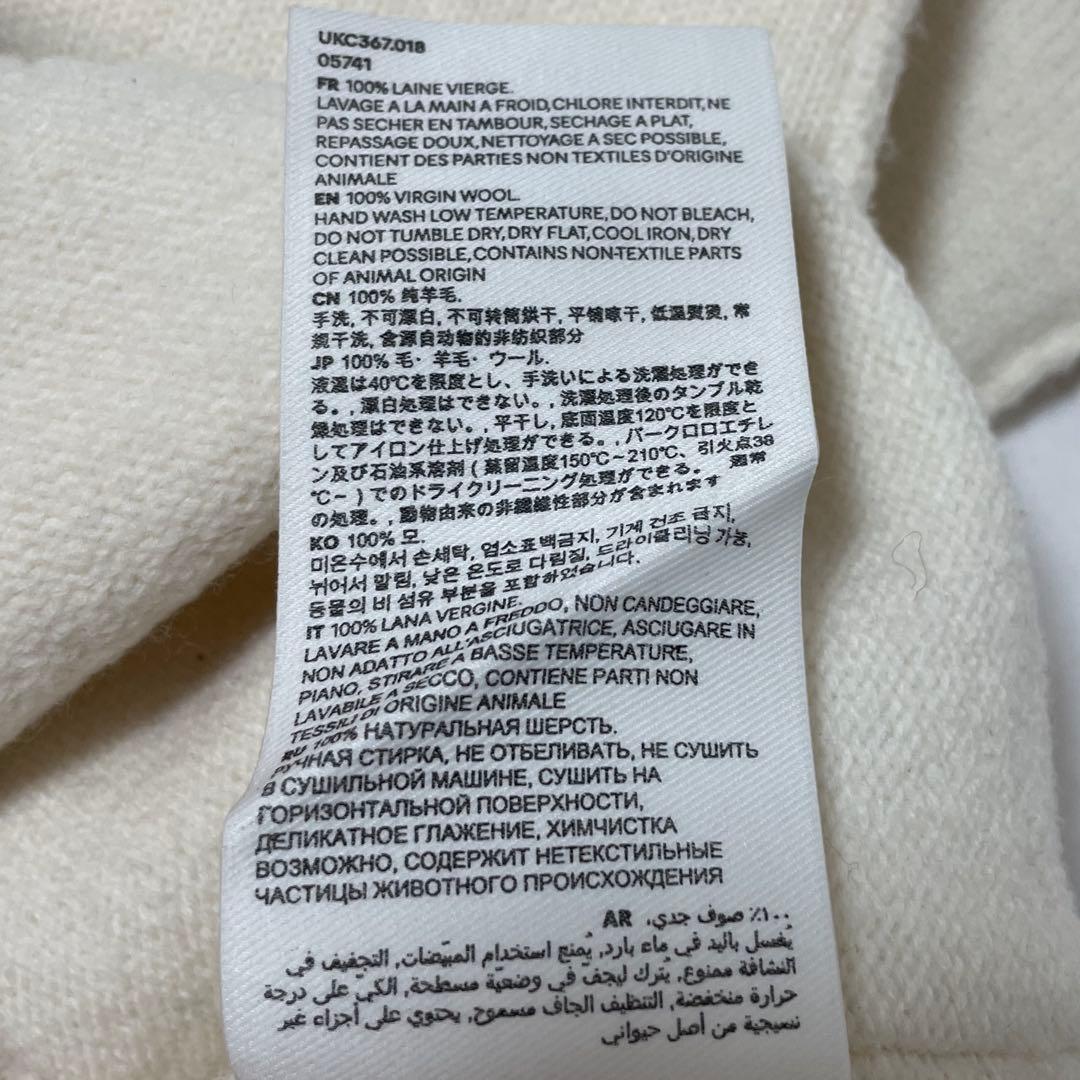 UKC367.018
05741
FR 100% LAINE VIERGE.
LAVAGE A LA MAIN A FROID, CHLORE INTERDIT, NE
PAS SECHER EN TAMBOUR, SECHAGE A PLAT,
REPASSAGE DOUX, NETTOYAGE A SEC POSSIBLE,
CONTIENT DES PARTIES NON TEXTILES D'ORIGINE
ANIMALE
EN 100% VIRGIN WOOL.
HAND WASH LOW TEMPERATURE, DO NOT BLEACH,
DO NOT TUMBLE DRY, DRY FLAT, COOL IRON, DRY
CLEAN POSSIBLE, CONTAINS NON-TEXTILE PARTS
OF ANIMAL ORIGIN
CN 100% 纯羊毛.
手洗, 不可漂白, 不可转筒烘干, 平铺晾干, 低温熨烫, 常
规干洗, 含源自动物的非纺织部分
JP 100% 毛・羊毛・ウール.
液温は40℃を限度とし、手洗いによる洗濯処理ができ
る。, 漂白処理はできない。, 洗濯処理後のタンブル乾
燥処理はできない。, 平干し, 底面温度120℃を限度と
してアイロン仕上げ処理ができる。, パークロロエチレ
ン及び石油系溶剤 ( 蒸留温度150℃~210℃、引火点38
℃~ ) でのドライクリーニング処理ができる。 通常
の処理。, 動物由来の非繊維性部分が含まれます
KO 100% 모.
미온수에서 손세탁, 염소표백금지, 기계 건조 금지,
뉘어서 말림, 낮은 온도로 다림질, 드라이클리닝 가능,
동물의 비 섬유 부분을 포함하였습니다.
IT 100% LANA VERGINE.
LAVARE A MANO A FREDDO, NON CANDEGGIARE,
NON ADATTO ALL'ASCIUGATRICE, ASCIUGARE IN
PIANO, STIRARE A BASSE TEMPERATURE,
LAVABILE A SECCO, CONTIENE PARTI NON
TESSILI DI ORIGINE ANIMALE
RU 100% НАТУРАЛЬНАЯ ШЕРСТЬ.
РУЧНАЯ СТИРКА, НЕ ОТБЕЛИВАТЬ, НЕ СУШИТЬ
В СУШИЛЬНОЙ МАШИНЕ, СУШИТЬ НА
ГОРИЗОНТАЛЬНОЙ ПОВЕРХНОСТИ,
ДЕЛИКАТНОЕ ГЛАЖЕНИЕ, ХИМЧИСТКА
ВОЗМОЖНО, СОДЕРЖИТ НЕТЕКСТИЛЬНЫЕ
ЧАСТИЦЫ ЖИВОТНОГО ПРОИСХОЖДЕНИЯ
AR ١٠٠٪ صوف جدي.
يُغسل باليد في ماء بارد, يُمنع استخدام المبيّضات, التجفيف في
النشافة ممنوع, يُترك ليجفّ في وضعيّة مسطحة, الكيّ على درجة
حرارة منخفضة, التنظيف الجاف مسموح, يحتوي على أجزاء غير
نسيجية من أصل حيواني